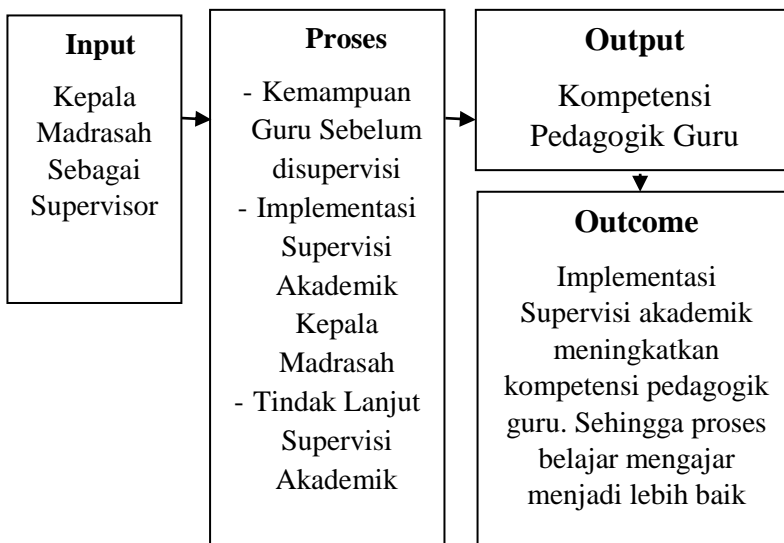 Input
Kepala
Madrasah
Sebagai
Supervisor
Proses
- Kemampuan
Guru Sebelum
disupervisi
- Implementasi
Supervisi
Akademik
Kepala
Madrasah
- Tindak Lanjut
Supervisi
Akademik
Output
Kompetensi
Pedagogik Guru
Outcome
Implementasi
Supervisi akademik
meningkatkan
kompetensi pedagogik
guru. Sehingga proses
belajar mengajar
menjadi lebih baik